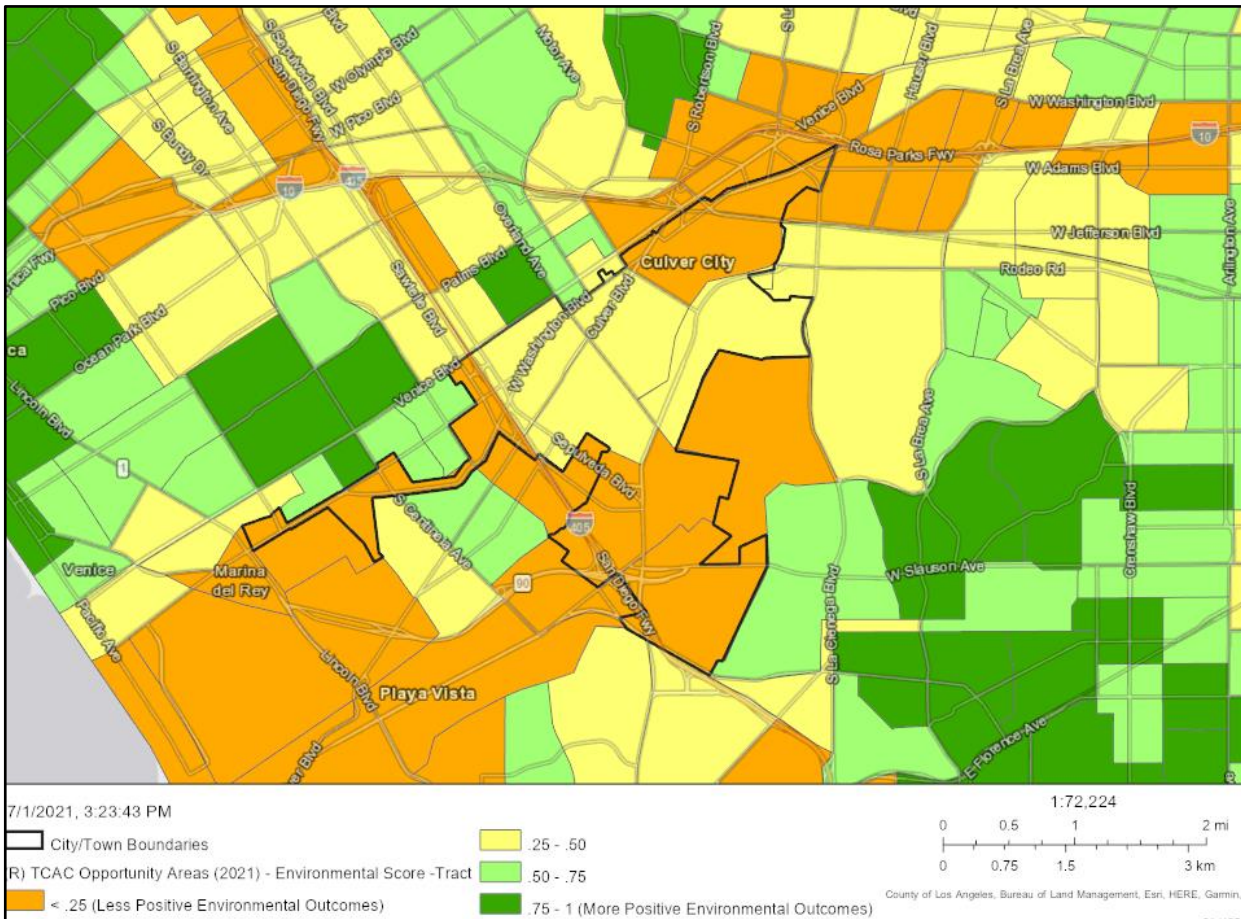 S Barrington Ave
S Sepulveda Blvd
San Diego Fwy
W Olympic Blvd
W Pico Blvd
Motor Ave
S Robertson Blvd
Hauser Blvd
S La Brea Ave
Venice Blvd
W Washington Blvd
S Bundy Dr
10
405
10
Rosa Parks Fwy
W Adams Blvd
Overland Ave
W Jefferson Blvd
Arlington Ave
Fwy
Pico Blvd
Palms Blvd
Culver City
Rodeo Rd
Sawtelle Blvd
Culver Blvd
W Washington Blvd
Ocean Park Blvd
ca
Lincoln Blvd
Venice Blvd
S La Brea Ave
1
Sepulveda Blvd
S Centinela Ave
405
Crenshaw Blvd
Venice
Marina
del Rey
90
San Diego Fwy
W Slauson Ave
Pacific Ave
S La Cienega Blvd
Lincoln Blvd
Playa Vista
E Florence Ave
7/1/2021, 3:23:43 PM
City/Town Boundaries
R) TCAC Opportunity Areas (2021) - Environmental Score -Tract
< .25 (Less Positive Environmental Outcomes)
.25 - .50
.50 - .75
.75 - 1 (More Positive Environmental Outcomes)
1:72,224
0 0.5 1 2 mi
0 0.75 1.5 3 km
County of Los Angeles, Bureau of Land Management, Esri, HERE, Garmin,